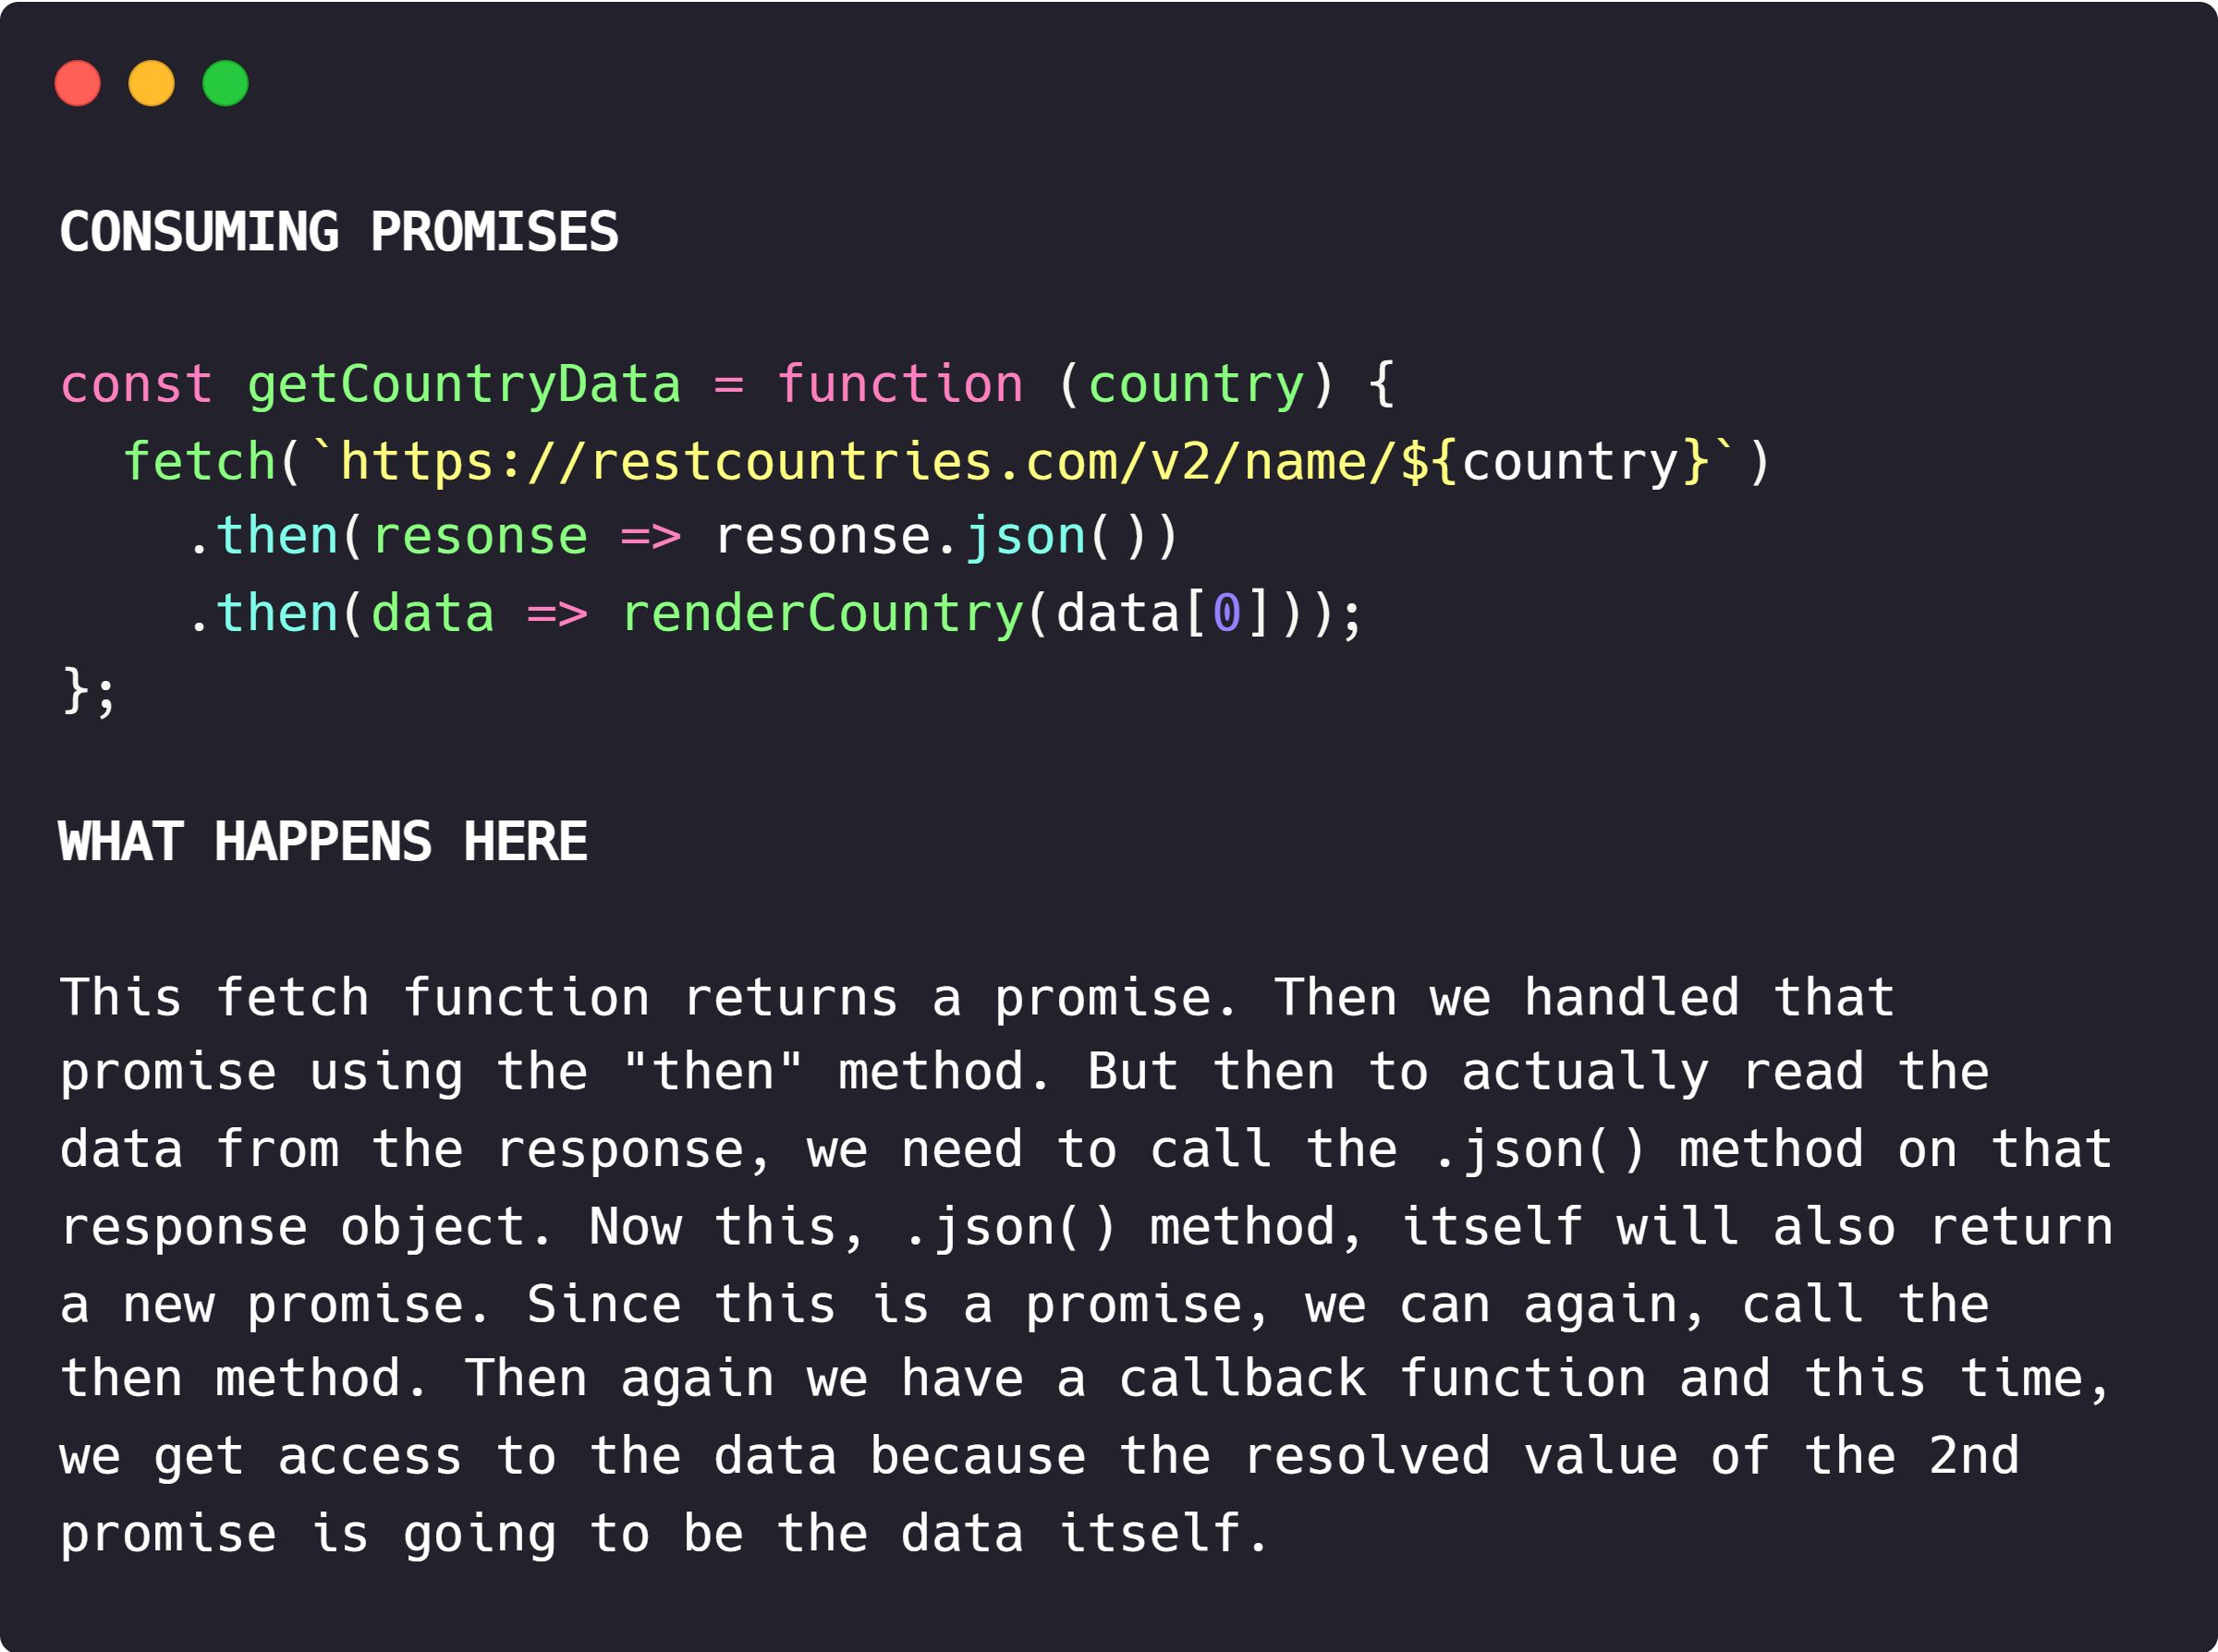 CONSUMING PROMISES
const getCountryData = function (country) {
  fetch(`https://restcountries.com/v2/name/${country}`)
    .then(resonse => resonse.json())
    .then(data => renderCountry(data[0]));
};
WHAT HAPPENS HERE
This fetch function returns a promise. Then we handled that
promise using the "then" method. But then to actually read the
data from the response, we need to call the .json() method on that
response object. Now this, .json() method, itself will also return
a new promise. Since this is a promise, we can again, call the
then method. Then again we have a callback function and this time,
we get access to the data because the resolved value of the 2nd
promise is going to be the data itself.